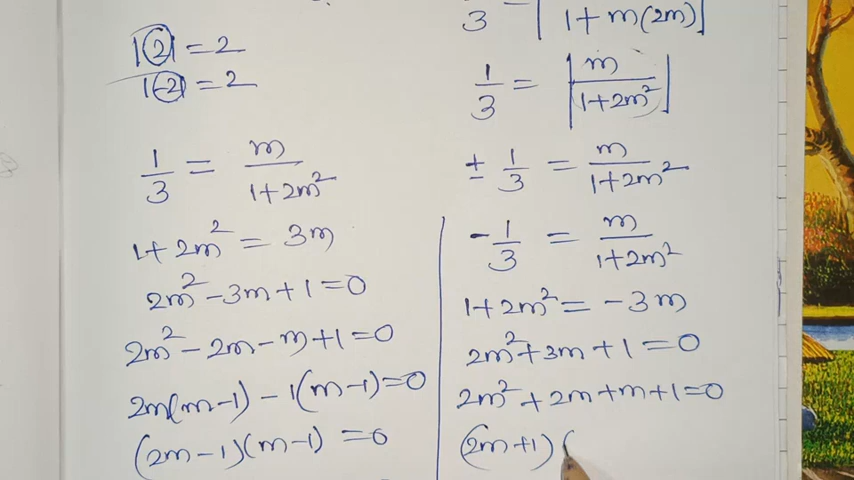 |2| = 2
|-2| = 2
1/3 = m/(1+2m²)
1+2m² = 3m
2m² - 3m + 1 = 0
2m² - 2m - m + 1 = 0
2m(m-1) - 1(m-1) = 0
(2m-1)(m-1) = 0
3 = | 1+m(2m) |
1/3 = |m/(1+2m²)|
± 1/3 = m/(1+2m²)
-1/3 = m/(1+2m²)
1+2m² = -3m
2m² + 3m + 1 = 0
2m² + 2m + m + 1 = 0
(2m+1)(